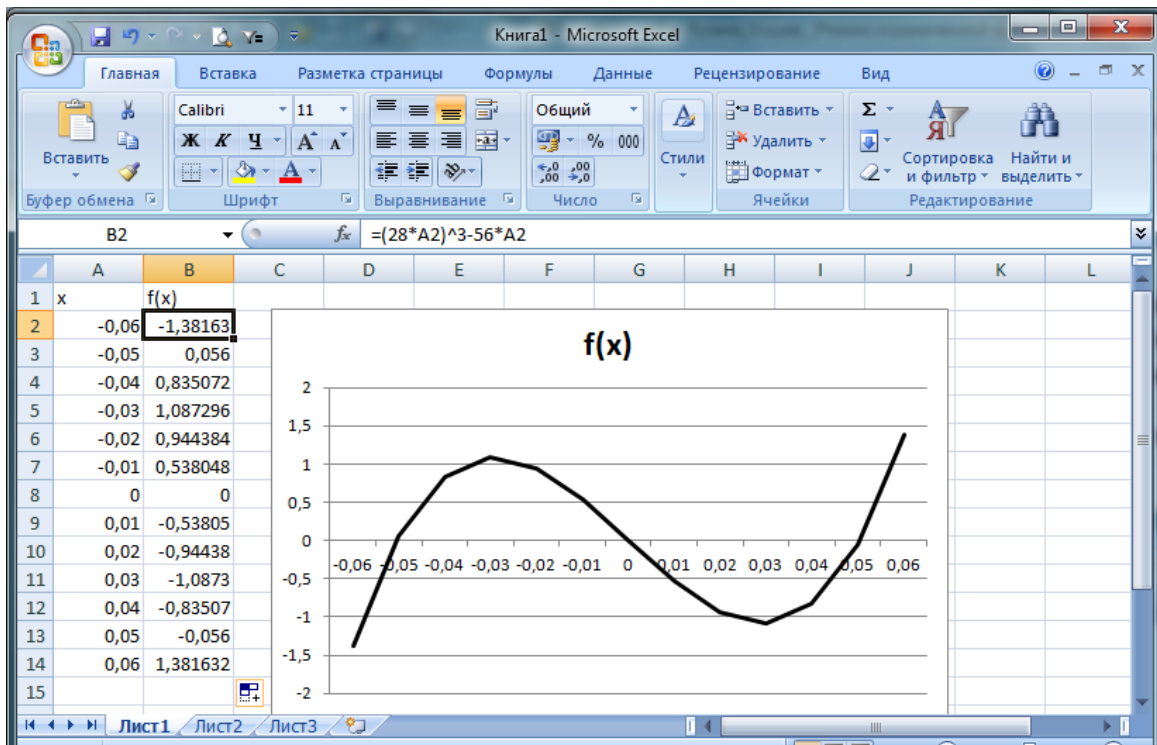 Книга1 - Microsoft Excel
Главная Вставка Разметка страницы Формулы Данные Рецензирование Вид
Calibri 11 Общий Вставить Σ
Ж К Ч A A % 000 Удалить
Вставить Стили Формат Сортировка и фильтр Найти и выделить
Буфер обмена Шрифт Выравнивание Число Ячейки Редактирование
B2 fx =(28*A2)^3-56*A2
A B C D E F G H I J K L
1 x f(x)
2 -0,06 -1,38163
3 -0,05 0,056
4 -0,04 0,835072
5 -0,03 1,087296
6 -0,02 0,944384
7 -0,01 0,538048
8 0 0
9 0,01 -0,53805
10 0,02 -0,94438
11 0,03 -1,0873
12 0,04 -0,83507
13 0,05 -0,056
14 0,06 1,381632
15
f(x)
2
1,5
1
0,5
0
-0,06 -0,05 -0,04 -0,03 -0,02 -0,01 0 0,01 0,02 0,03 0,04 0,05 0,06
-0,5
-1
-1,5
-2
Лист1 Лист2 Лист3